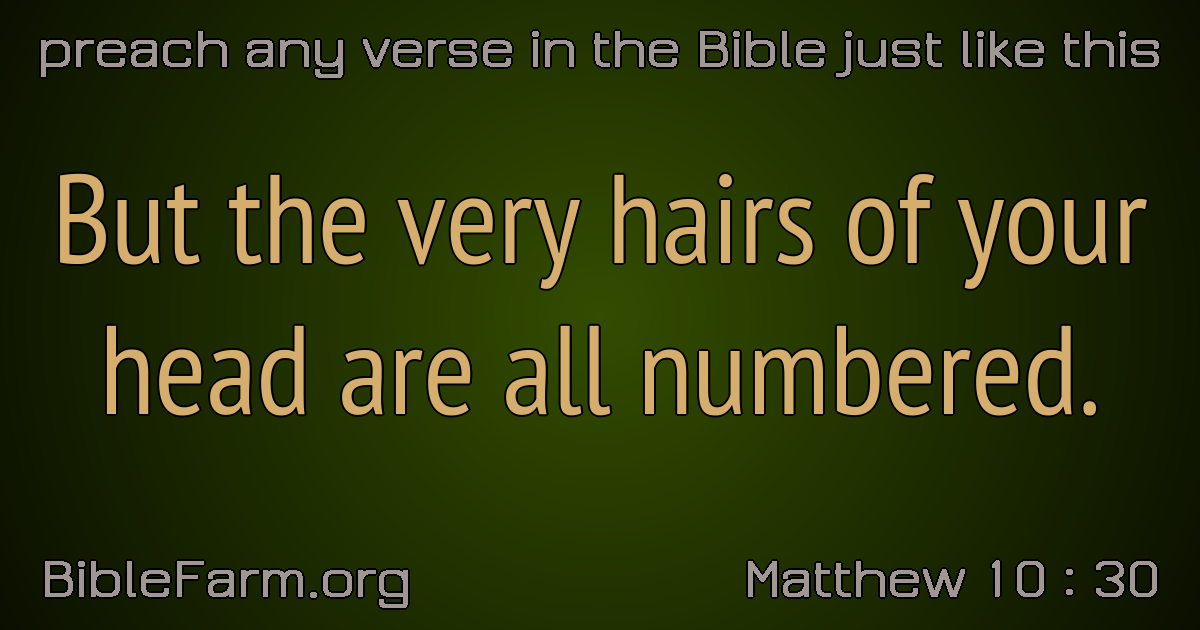 preach any verse in the Bible just like this
But the very hairs of your
head are all numbered.
BibleFarm.org
Matthew 10 : 30